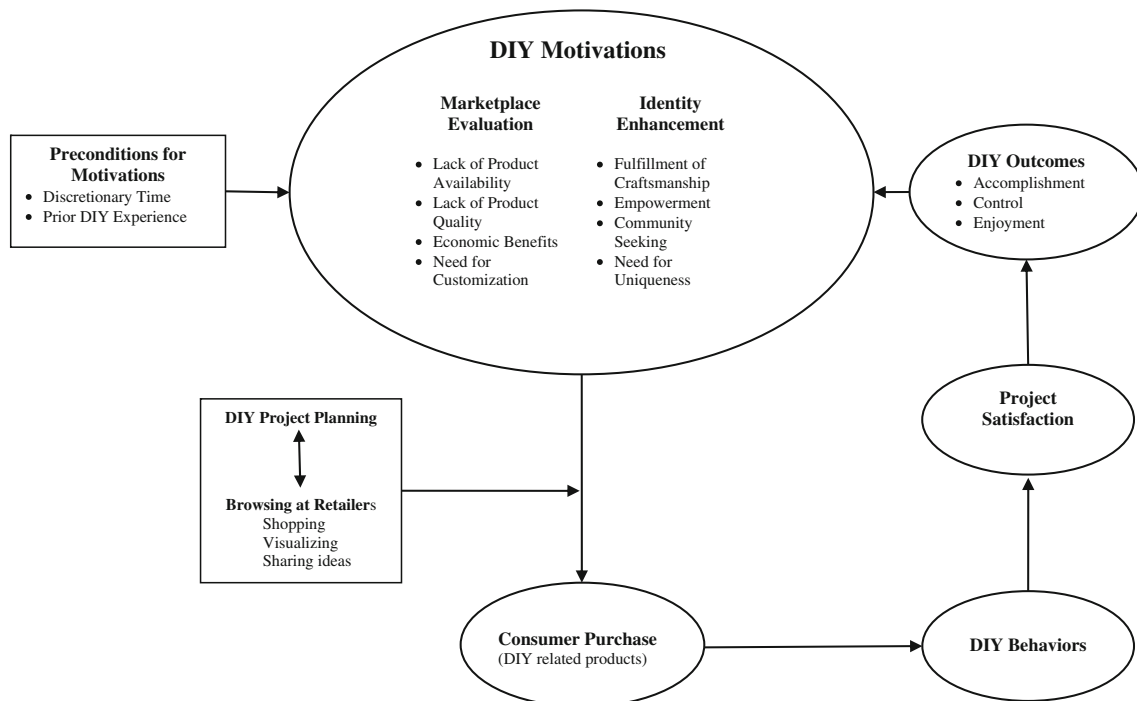 DIY Motivations
Marketplace
Evaluation
• Lack of Product
Availability
• Lack of Product
Quality
• Economic Benefits
• Need for
Customization
Identity
Enhancement
• Fulfillment of
Craftsmanship
• Empowerment
• Community
Seeking
• Need for
Uniqueness
Preconditions for
Motivations
• Discretionary Time
• Prior DIY Experience
DIY Outcomes
• Accomplishment
• Control
• Enjoyment
Project
Satisfaction
DIY Project Planning
Browsing at Retailers
Shopping
Visualizing
Sharing ideas
Consumer Purchase
(DIY related products)
DIY Behaviors